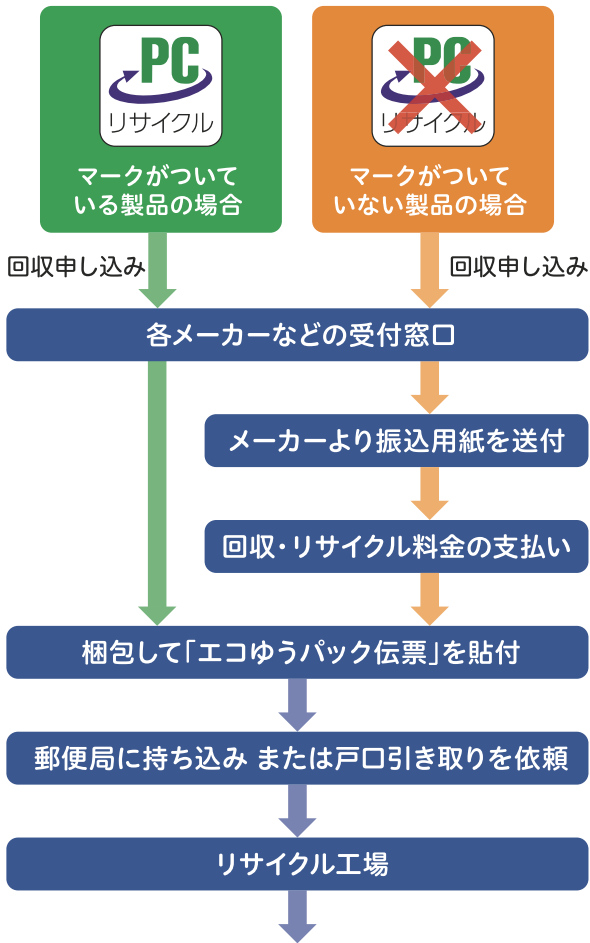 PC
リサイクル
マークがついて
いる製品の場合
PC
リサイクル
マークがついて
いない製品の場合
回収申し込み
回収申し込み
各メーカーなどの受付窓口
メーカーより振込用紙を送付
回収・リサイクル料金の支払い
梱包して「エコゆうパック伝票」を貼付
郵便局に持ち込み または戸口引き取りを依頼
リサイクル工場